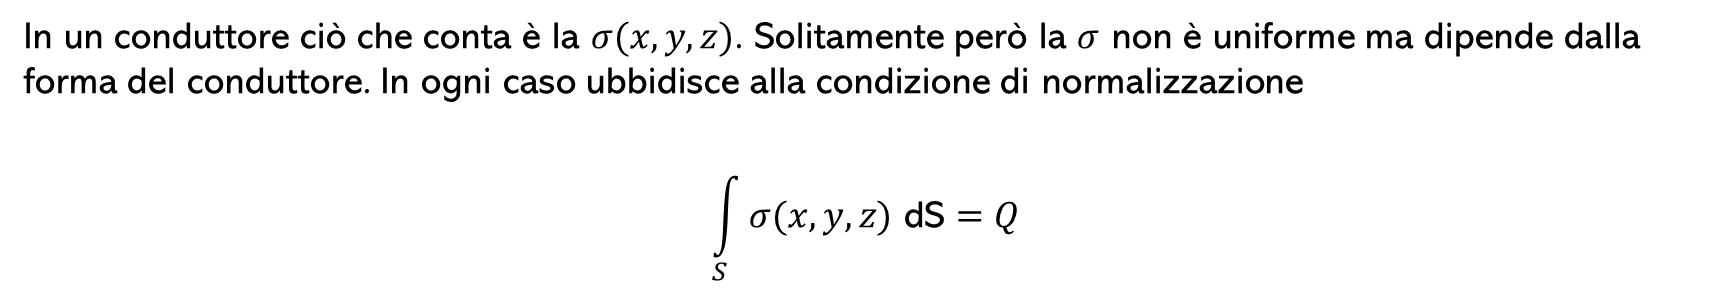 In un conduttore ciò che conta è la σ(x, y, z). Solitamente però la σ non è uniforme ma dipende dalla
forma del conduttore. In ogni caso ubbidisce alla condizione di normalizzazione
∫ σ(x, y, z) dS = Q
S